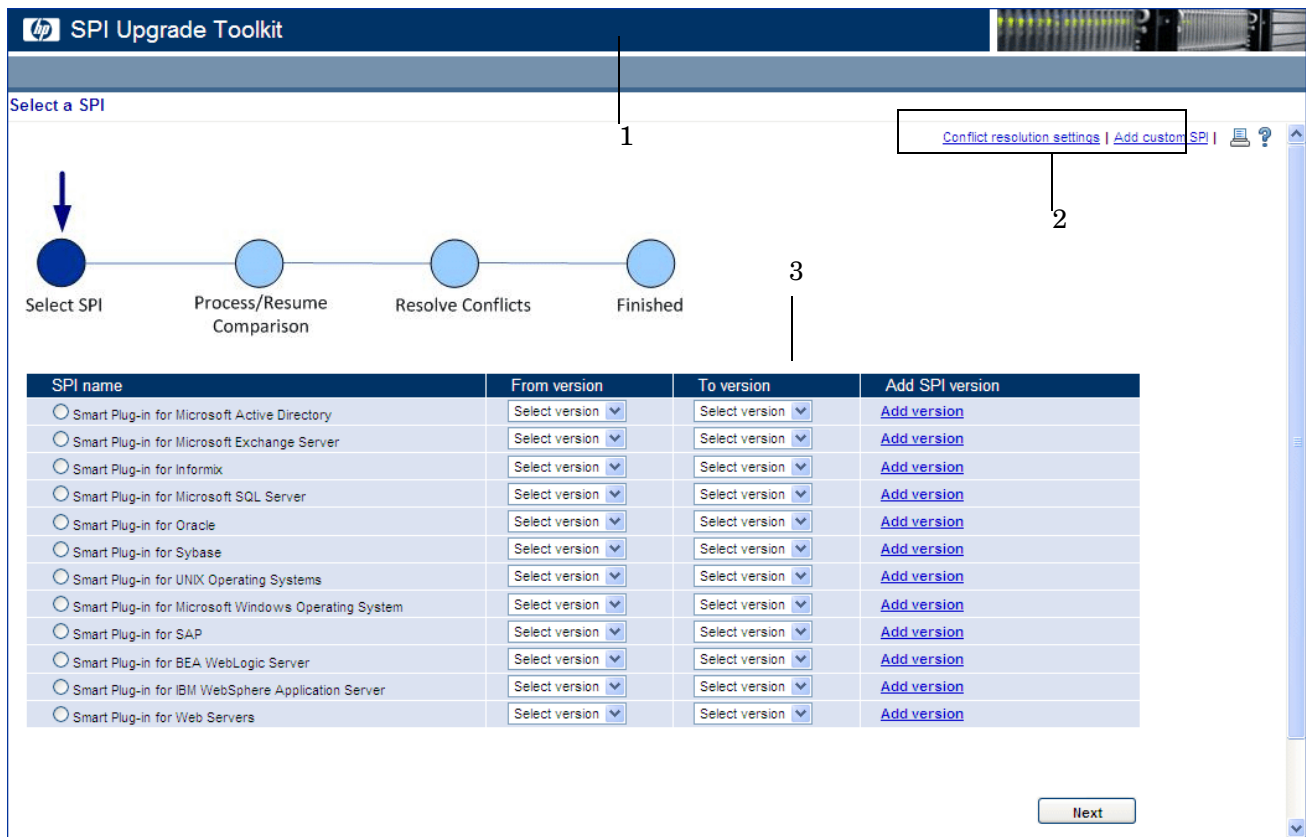 hp SPI Upgrade Toolkit
Select a SPI
1
Conflict resolution settings | Add custom SPI | ?
2
3
Select SPI
Process/Resume Comparison
Resolve Conflicts
Finished
SPI name From version To version Add SPI version
Smart Plug-in for Microsoft Active Directory Select version Select version Add version
Smart Plug-in for Microsoft Exchange Server Select version Select version Add version
Smart Plug-in for Informix Select version Select version Add version
Smart Plug-in for Microsoft SQL Server Select version Select version Add version
Smart Plug-in for Oracle Select version Select version Add version
Smart Plug-in for Sybase Select version Select version Add version
Smart Plug-in for UNIX Operating Systems Select version Select version Add version
Smart Plug-in for Microsoft Windows Operating System Select version Select version Add version
Smart Plug-in for SAP Select version Select version Add version
Smart Plug-in for BEA WebLogic Server Select version Select version Add version
Smart Plug-in for IBM WebSphere Application Server Select version Select version Add version
Smart Plug-in for Web Servers Select version Select version Add version
Next